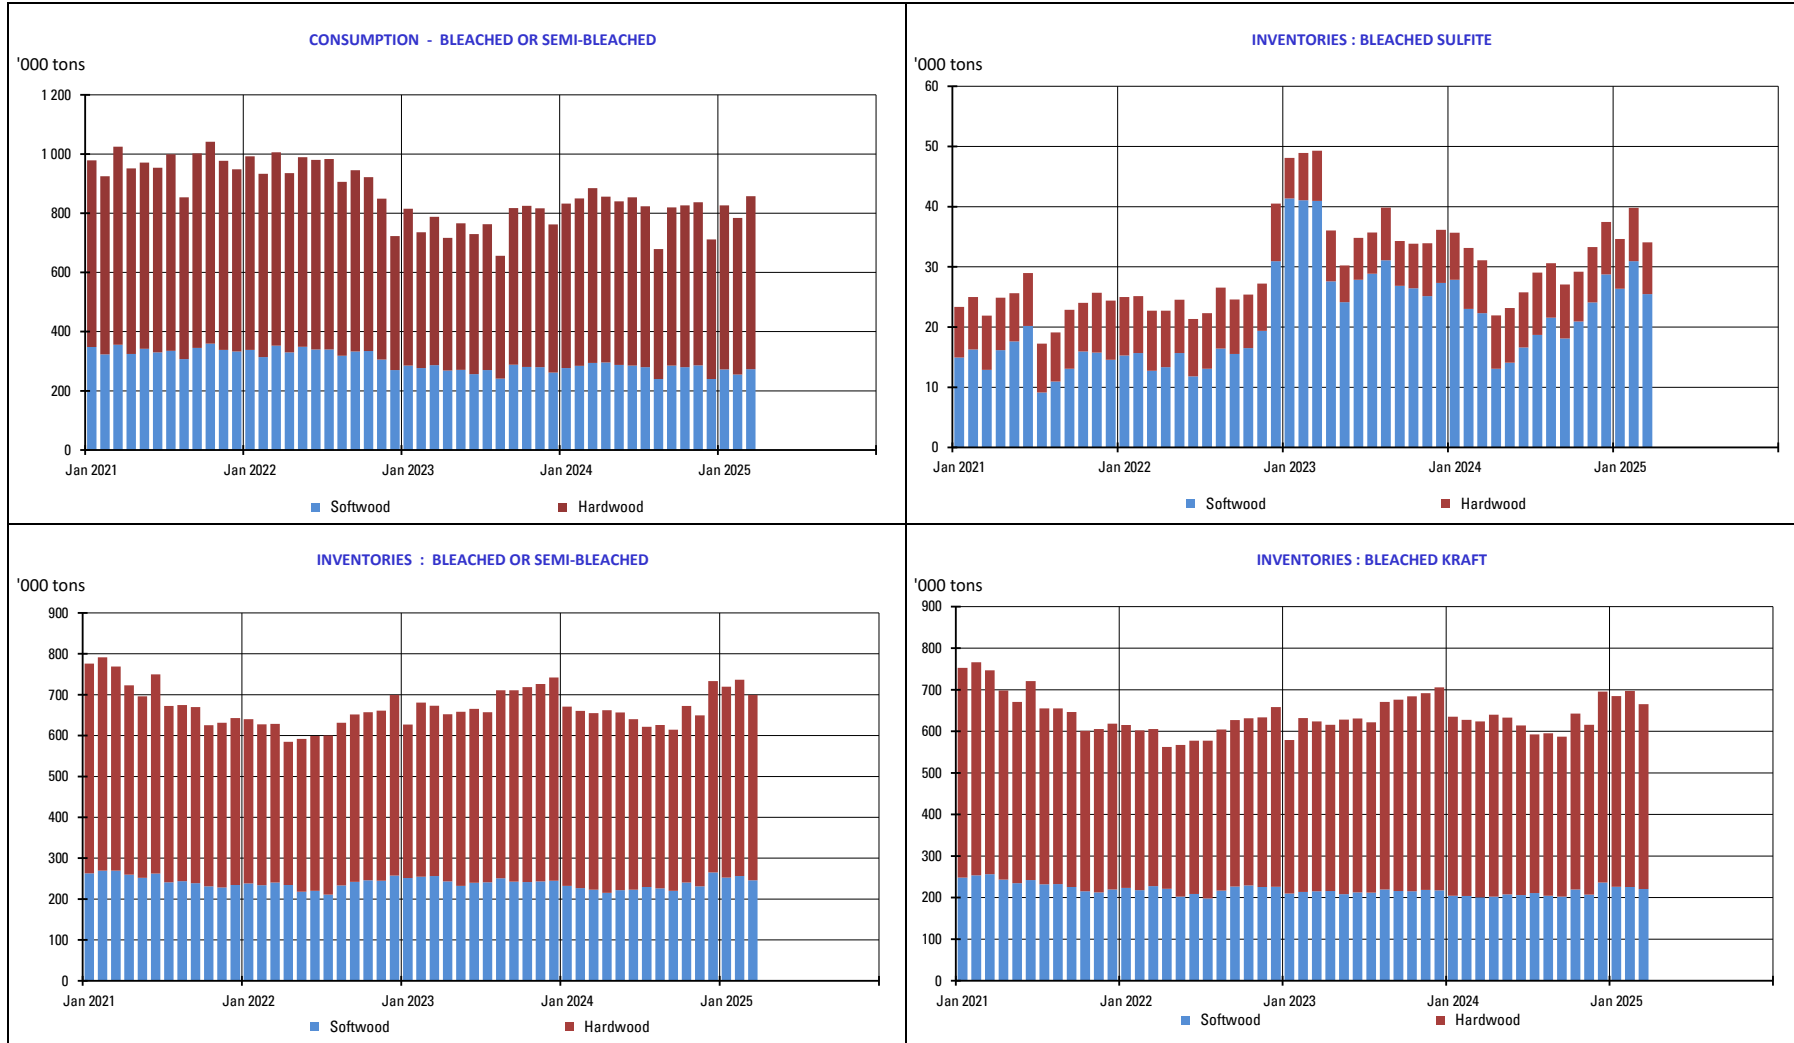 CONSUMPTION - BLEACHED OR SEMI-BLEACHED
'000 tons
1 200
1 000
800
600
400
200
0
Jan 2021 Jan 2022 Jan 2023 Jan 2024 Jan 2025
Softwood Hardwood
INVENTORIES : BLEACHED SULFITE
'000 tons
60
50
40
30
20
10
0
Jan 2021 Jan 2022 Jan 2023 Jan 2024 Jan 2025
Softwood Hardwood
INVENTORIES : BLEACHED OR SEMI-BLEACHED
'000 tons
900
800
700
600
500
400
300
200
100
0
Jan 2021 Jan 2022 Jan 2023 Jan 2024 Jan 2025
Softwood Hardwood
INVENTORIES : BLEACHED KRAFT
'000 tons
900
800
700
600
500
400
300
200
100
0
Jan 2021 Jan 2022 Jan 2023 Jan 2024 Jan 2025
Softwood Hardwood